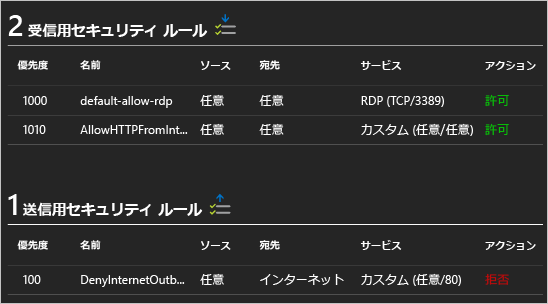 2 受信用セキュリティ ルール
優先度 名前 ソース 宛先 サービス アクション
1000 default-allow-rdp 任意 任意 RDP (TCP/3389) 許可
1010 AllowHTTPFromInt... 任意 任意 カスタム (任意/任意) 許可
1 送信用セキュリティ ルール
優先度 名前 ソース 宛先 サービス アクション
100 DenyInternetOutb... 任意 インターネット カスタム (任意/80) 拒否